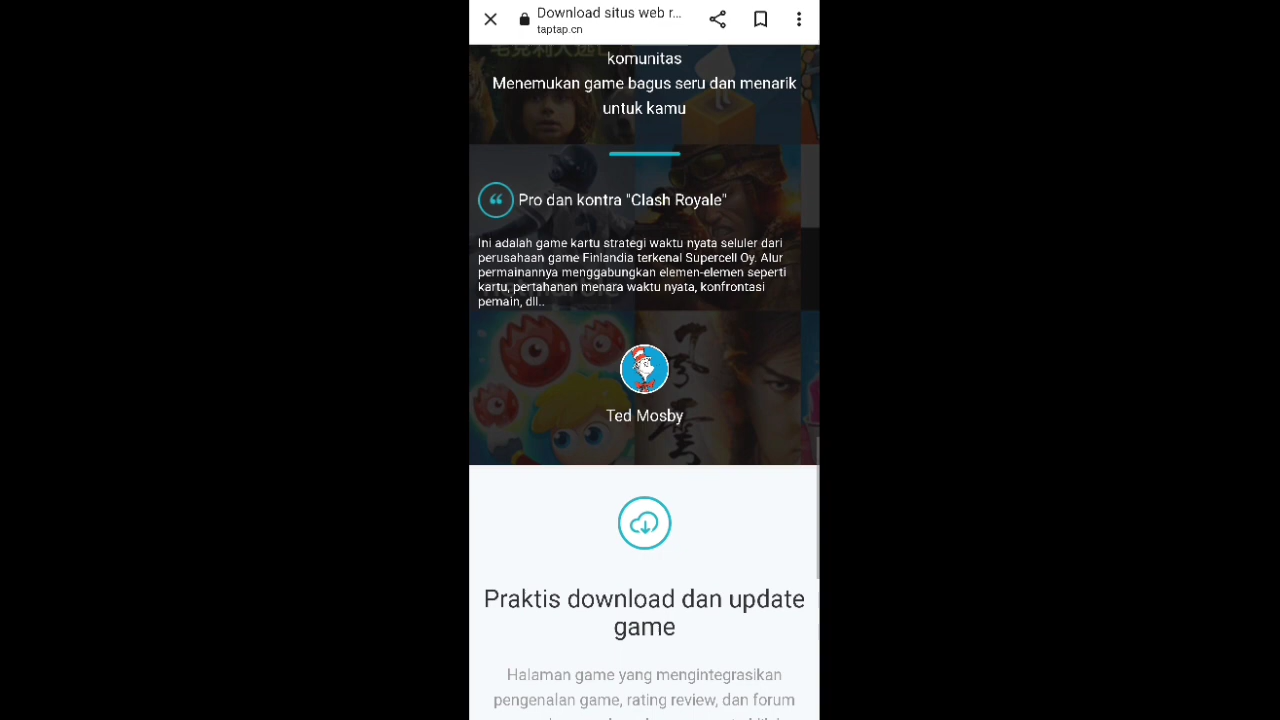 Download situs web r...
taptap.cn
komunitas
Menemukan game bagus seru dan menarik
untuk kamu
Pro dan kontra "Clash Royale"
Ini adalah game kartu strategi waktu nyata seluler dari
perusahaan game Finlandia terkenal Supercell Oy. Alur
permainannya menggabungkan elemen-elemen seperti
kartu, pertahanan menara waktu nyata, konfrontasi
pemain, dll..
風雲
Ted Mosby
Praktis download dan update
game
Halaman game yang mengintegrasikan
pengenalan game, rating review, dan forum